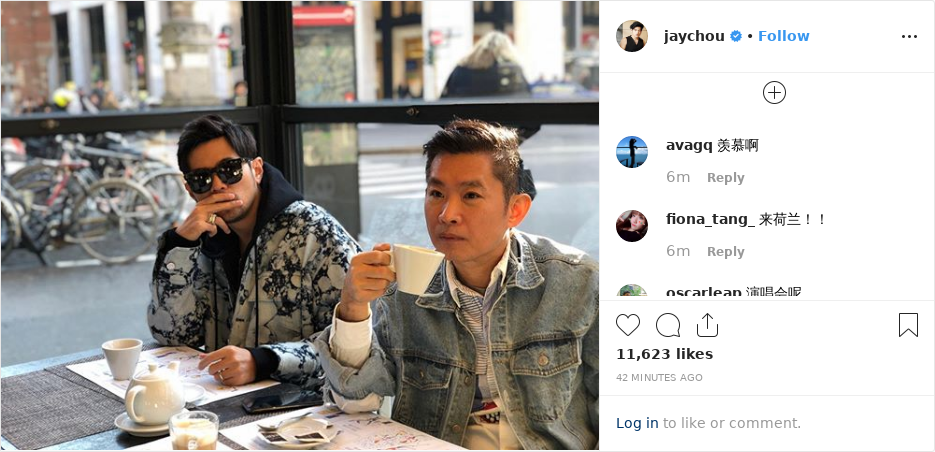 jaychou • Follow
avagq 羡慕啊
6m Reply
fiona_tang_ 来荷兰！！
6m Reply
oscarleap 演唱会呢
11,623 likes
42 MINUTES AGO
Log in to like or comment.